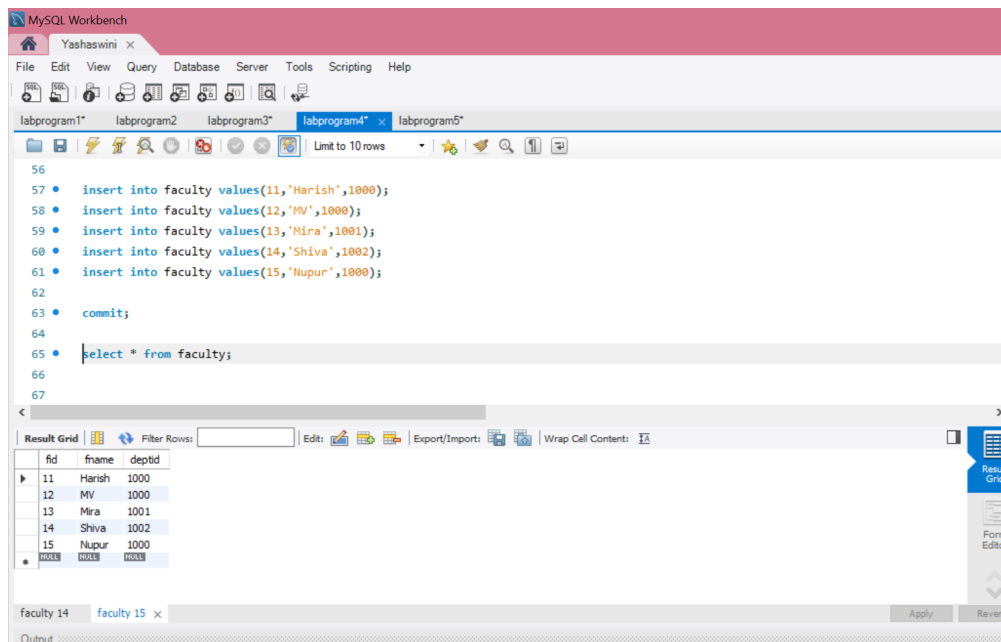 MySQL Workbench
Yashaswini
File Edit View Query Database Server Tools Scripting Help
labprogram1* labprogram2 labprogram3* labprogram4* labprogram5*
Limit to 10 rows
56
57 insert into faculty values(11,'Harish',1000);
58 insert into faculty values(12,'MV',1000);
59 insert into faculty values(13,'Mira',1001);
60 insert into faculty values(14,'Shiva',1002);
61 insert into faculty values(15,'Nupur',1000);
62
63 commit;
64
65 select * from faculty;
66
67
Result Grid Filter Rows: Edit: Export/Import: Wrap Cell Content:
fid fname deptid
11 Harish 1000
12 MV 1000
13 Mira 1001
14 Shiva 1002
15 Nupur 1000
NULL NULL NULL
Resu
Grid
Forr
Edito
faculty 14 faculty 15 Apply Rever
Output